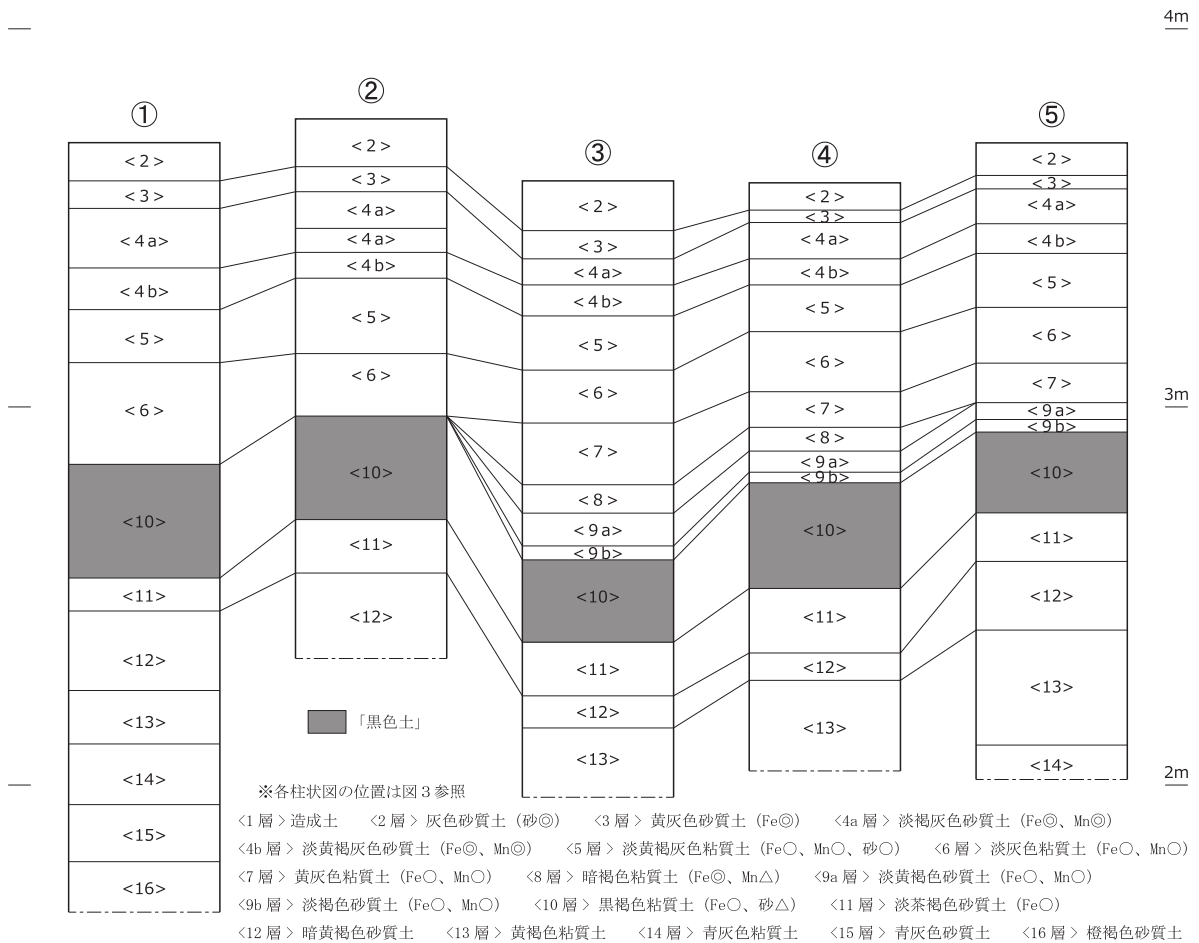 4m
①
<2>
<3>
<4a>
<4b>
<5>
<6>
<10>
<11>
<12>
<13>
<14>
<15>
<16>
②
<2>
<3>
<4a>
<4a>
<4b>
<5>
<6>
<10>
<11>
<12>
③
<2>
<3>
<4a>
<4b>
<5>
<6>
<7>
<8>
<9a>
<9b>
<10>
<11>
<12>
<13>
④
<2>
<3>
<4a>
<4b>
<5>
<6>
<7>
<8>
<9a>
<9b>
<10>
<11>
<12>
<13>
⑤
<2>
<3>
<4a>
<4b>
<5>
<6>
<7>
<9a>
<9b>
<10>
<11>
<12>
<13>
<14>
3m
2m
「黒色土」
※各柱状図の位置は図3参照
<1層>造成土 <2層>灰色砂質土（砂◎） <3層>黄灰色砂質土（Fe◎） <4a層>淡褐灰色砂質土（Fe◎、Mn◎）
<4b層>淡黄褐灰色砂質土（Fe◎、Mn◎） <5層>淡黄褐灰色粘質土（Fe○、Mn○、砂○） <6層>淡灰色粘質土（Fe○、Mn○）
<7層>黄灰色粘質土（Fe○、Mn○） <8層>暗褐色粘質土（Fe◎、Mn△） <9a層>淡黄褐色砂質土（Fe○、Mn○）
<9b層>淡褐色砂質土（Fe○、Mn○） <10層>黒褐色粘質土（Fe○、砂△） <11層>淡茶褐色砂質土（Fe○）
<12層>暗黄褐色砂質土 <13層>黄褐色粘質土 <14層>青灰色粘質土 <15層>青灰色砂質土 <16層>橙褐色砂質土